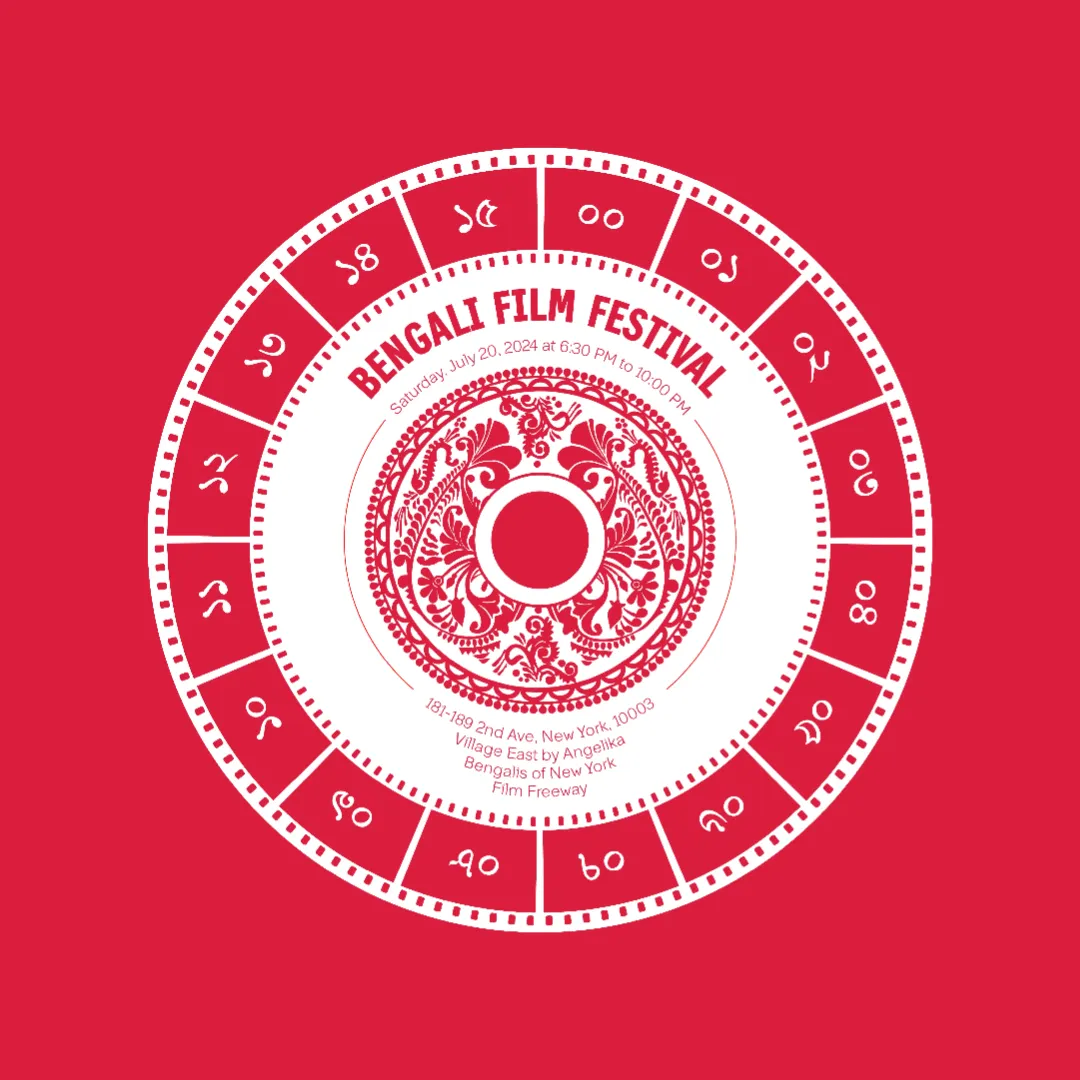 ০০
০১
০২
০৩
০৪
০৫
০৬
০৭
০৮
০৯
১০
১১
১২
১৩
১৪
১৫
BENGALI FILM FESTIVAL
Saturday, July 20, 2024 at 6:30 PM to 10:00 PM
181-189 2nd Ave, New York, 10003
Village East by Angelika
Bengalis of New York
Film Freeway